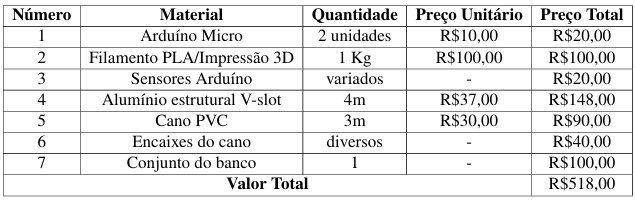 Número Material Quantidade Preço Unitário Preço Total
1 Arduíno Micro 2 unidades R$10,00 R$20,00
2 Filamento PLA/Impressão 3D 1 Kg R$100,00 R$100,00
3 Sensores Arduíno variados - R$20,00
4 Alumínio estrutural V-slot 4m R$37,00 R$148,00
5 Cano PVC 3m R$30,00 R$90,00
6 Encaixes do cano diversos - R$40,00
7 Conjunto do banco 1 - R$100,00
Valor Total R$518,00